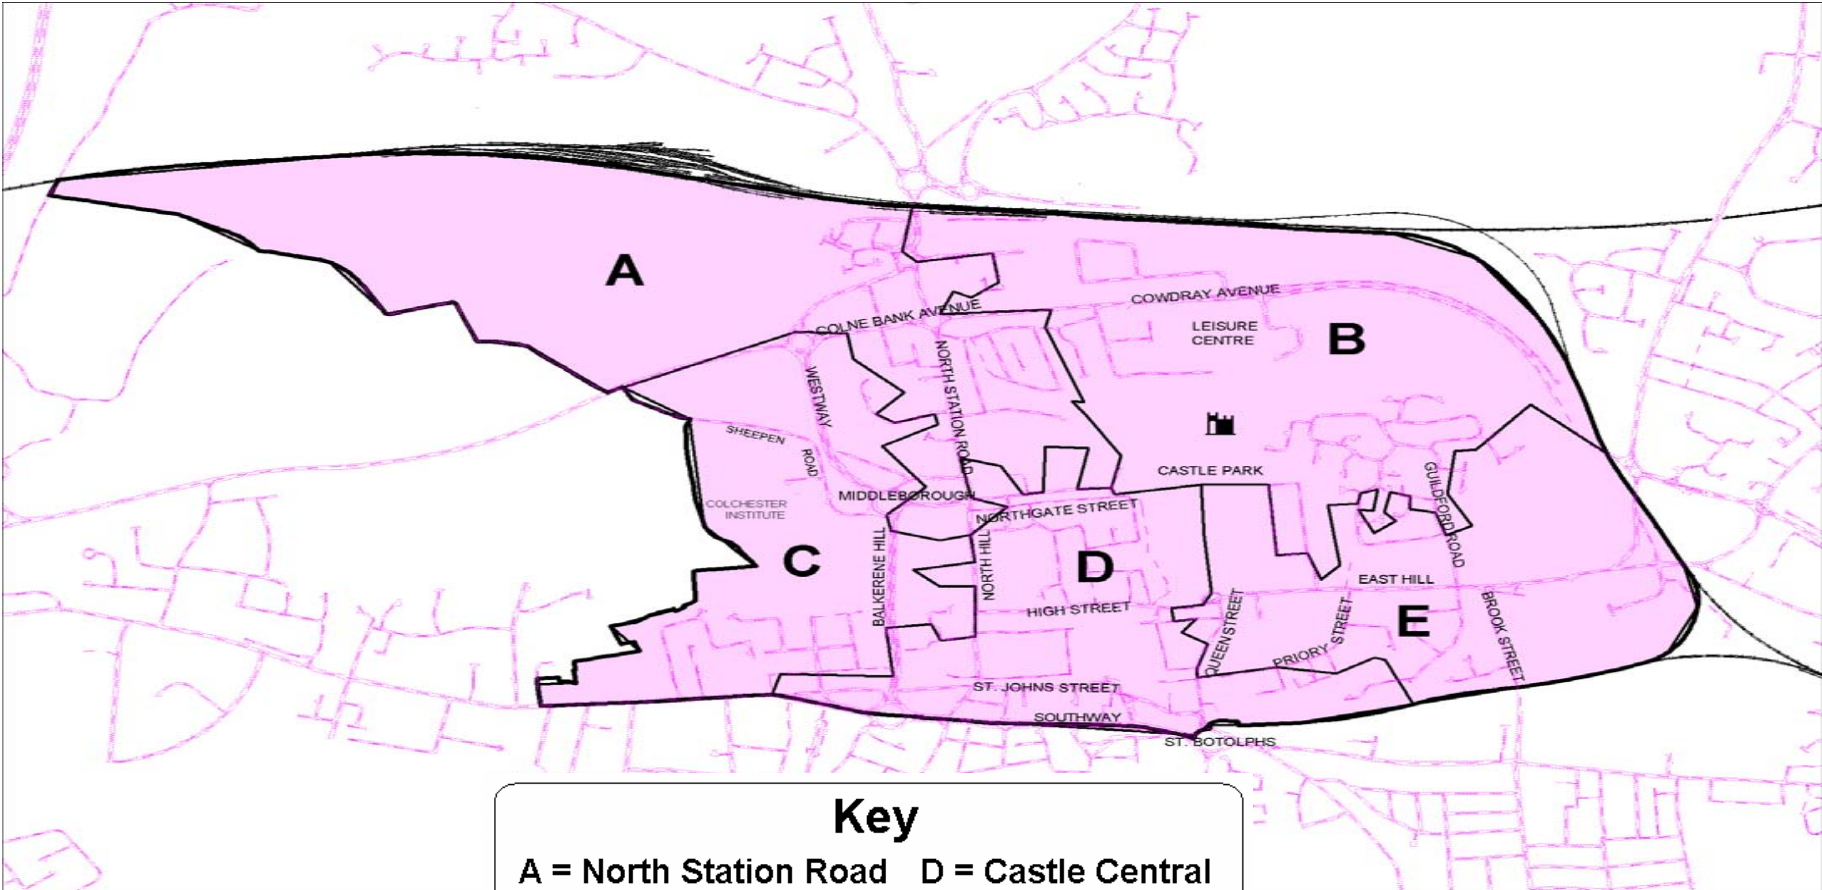 A
COWDRAY AVENUE
COLNE BANK AVENUE
LEISURE
CENTRE
B
NORTH STATION ROAD
WESTWAY
SHEEPEN
ROAD
CASTLE PARK
GUILDFORD ROAD
MIDDLEBOROUGH
COLCHESTER
INSTITUTE
NORTHGATE STREET
BALKERENE HILL
NORTH HILL
C
D
EAST HILL
HIGH STREET
QUEEN STREET
E
BROOK STREET
PRIORY STREET
ST. JOHNS STREET
SOUTHWAY
ST. BOTOLPHS
Key
A = North Station Road D = Castle Central